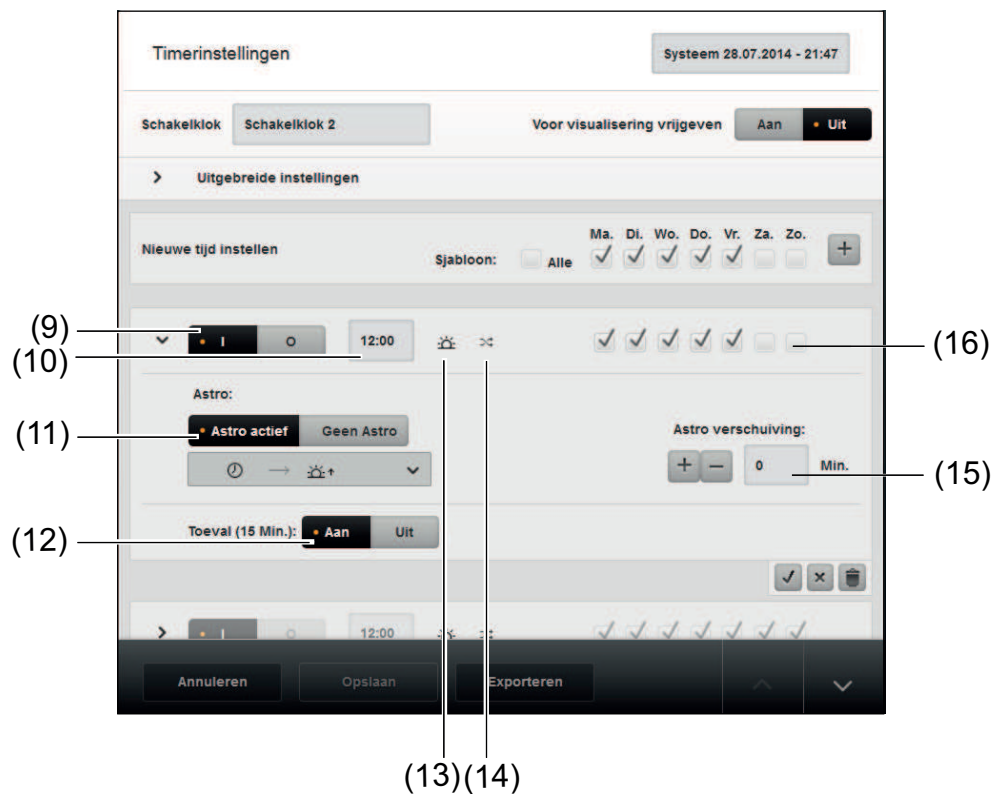 Timerinstellingen
Systeem 28.07.2014 - 21:47
Schakelklok Schakelklok 2 Voor visualisering vrijgeven Aan Uit
Uitgebreide instellingen
Ma. Di. Wo. Do. Vr. Za. Zo.
Nieuwe tijd instellen Sjabloon: Alle +
(9)
I O 12:00
(10)
(16)
Astro:
(11)
Astro actief Geen Astro
Astro verschuiving:
+ − 0 Min.
(15)
(12)
Toeval (15 Min.): Aan Uit
I O 12:00
Annuleren Opslaan Exporteren
(13) (14)